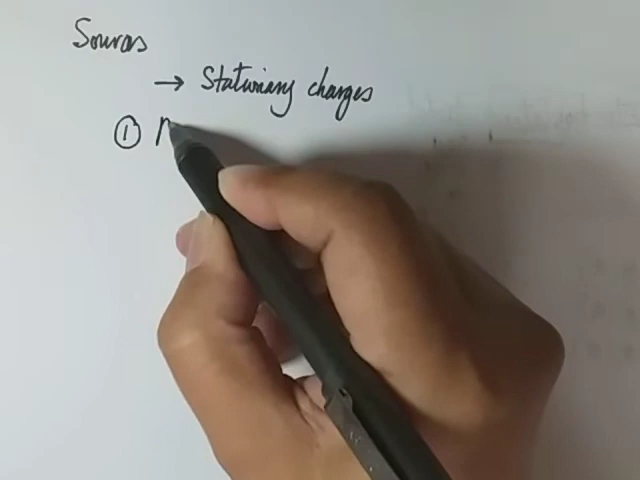 Sources
→ Stationary charges
①